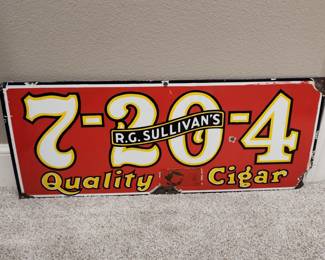 7-20-4
R.G. SULLIVAN'S
Quality Cigar